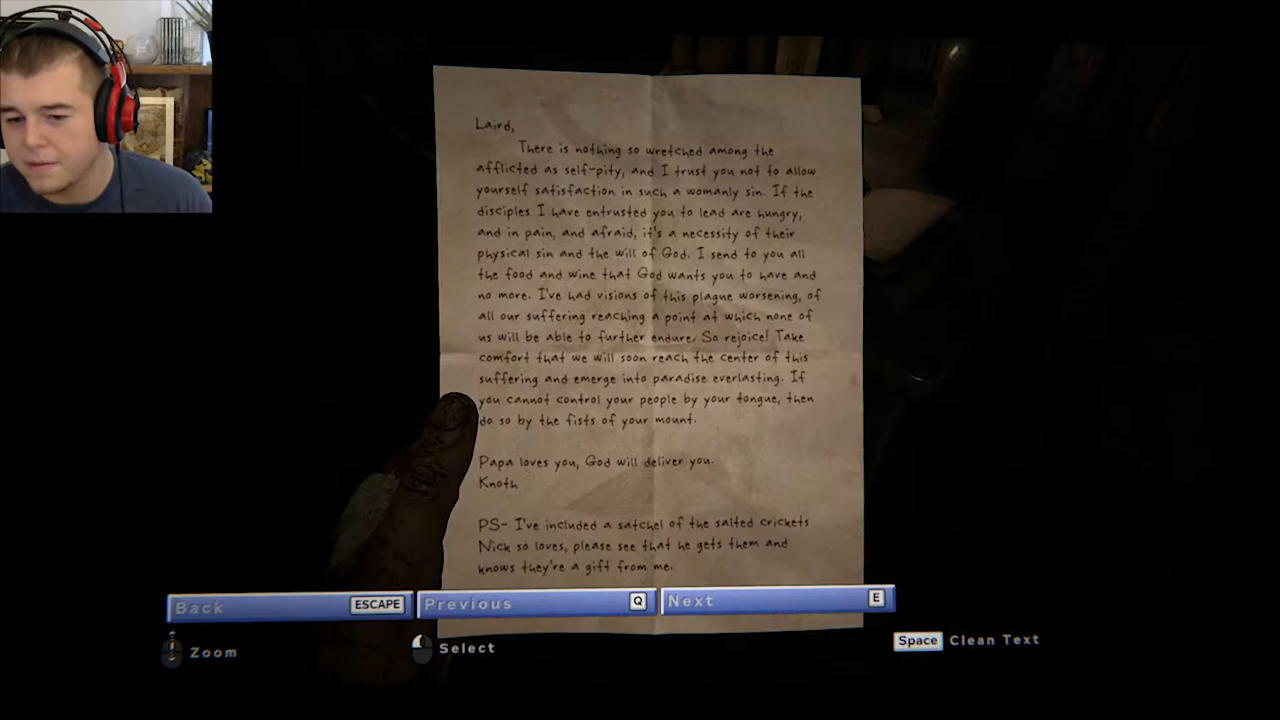 Laird,
There is nothing so wretched among the
afflicted as self-pity, and I trust you not to allow
yourself satisfaction in such a womanly sin. If the
disciples I have entrusted you to lead are hungry,
and in pain, and afraid, it's a necessity of their
physical sin and the will of God. I send to you all
the food and wine that God wants you to have and
no more. I've had visions of this plague worsening, of
all our suffering reaching a point at which none of
us will be able to further endure. So rejoice! Take
comfort that we will soon reach the center of this
suffering and emerge into paradise everlasting. If
you cannot control your people by your tongue, then
do so by the fists of your mount.
Papa loves you, God will deliver you.
Knoth
PS- I've included a satchel of the salted crickets
Nick so loves, please see that he gets them and
knows they're a gift from me.
Back ESCAPE Previous Q Next E
Zoom Select Space Clean Text